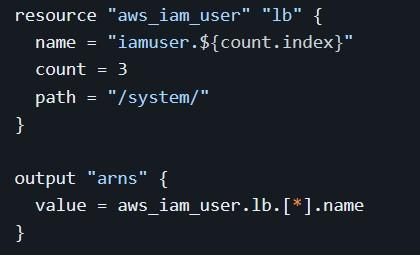 resource "aws_iam_user" "lb" {
  name = "iamuser.${count.index}"
  count = 3
  path = "/system/"
}

output "arns" {
  value = aws_iam_user.lb.[*].name
}